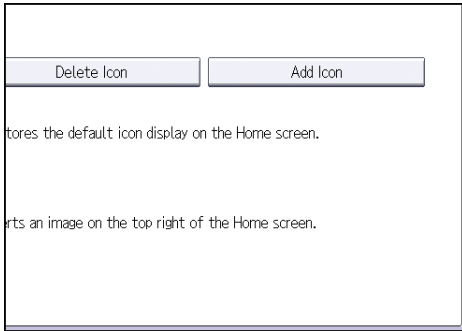 Delete Icon Add Icon
tores the default icon display on the Home screen.
rts an image on the top right of the Home screen.